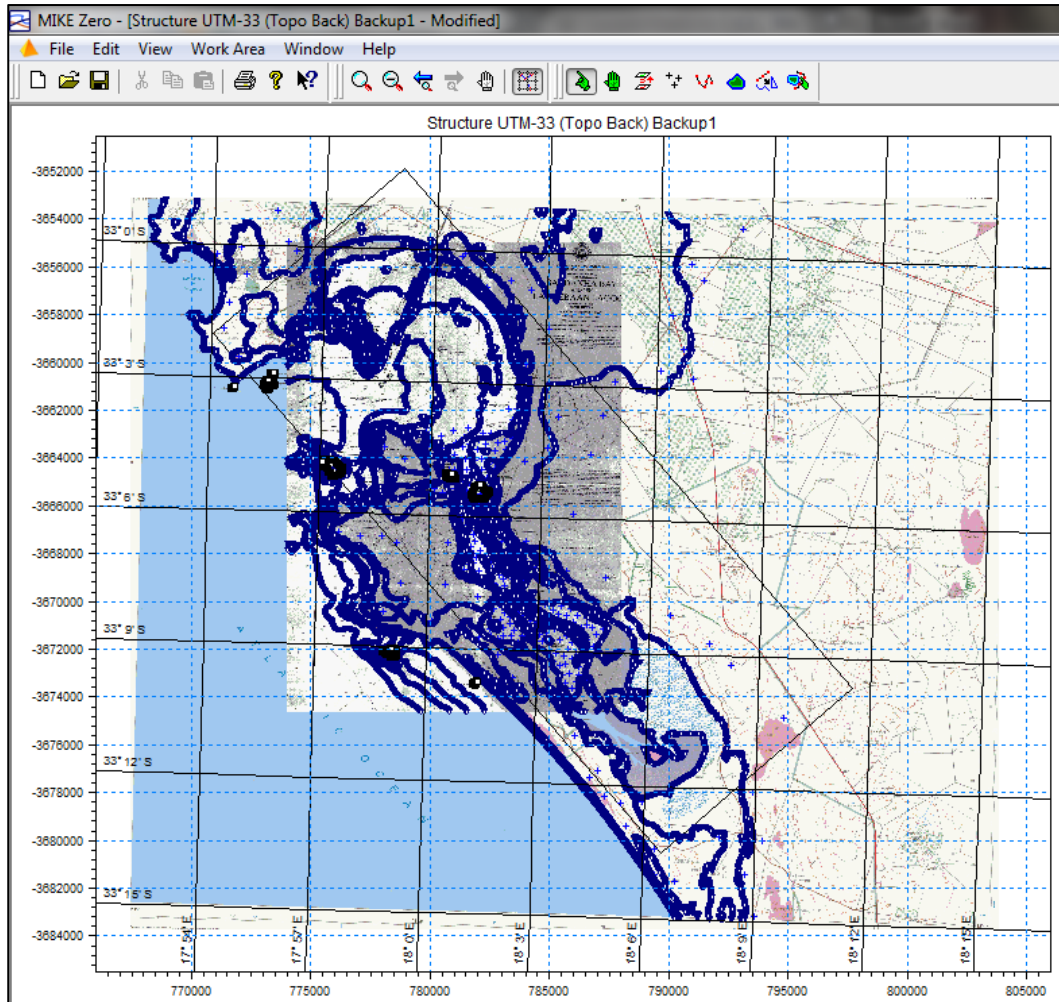 MIKE Zero - [Structure UTM-33 (Topo Back) Backup1 - Modified]
File Edit View Work Area Window Help
Structure UTM-33 (Topo Back) Backup1
-3652000
-3654000
33° 0' S
-3656000
-3658000
-3660000
33° 3' S
-3662000
-3664000
33° 6' S
-3666000
-3668000
-3670000
33° 9' S
-3672000
-3674000
-3676000
33° 12' S
-3678000
-3680000
-3682000
33° 15' S
-3684000
17° 54' E
17° 57' E
18° 0' E
18° 3' E
18° 6' E
18° 9' E
18° 12' E
18° 15' E
770000 775000 780000 785000 790000 795000 800000 805000